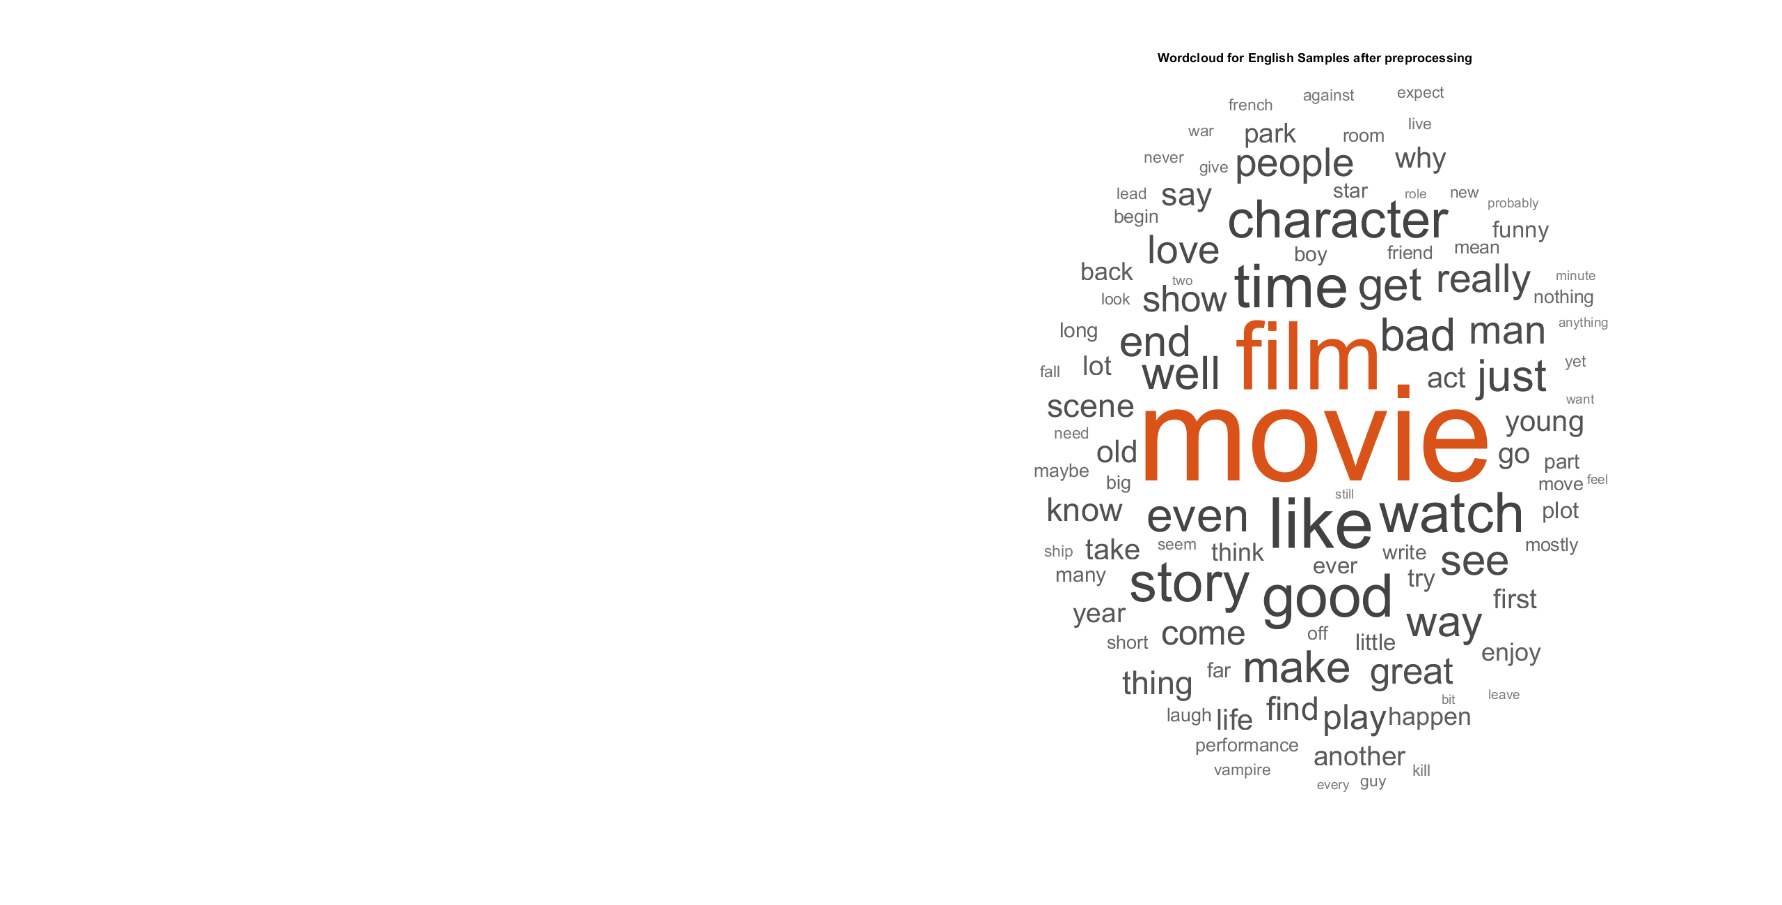 Wordcloud for English Samples after preprocessing
french against expect
war park room live
never give people why
lead say star role new probably
begin character funny
love boy friend mean
back two time get really minute
look show nothing
long end film bad man anything
fall lot well act just yet
scene movie want
need young
old go part
maybe big move feel
know even still like watch plot
ship take seem think write see mostly
many story ever try
year good way first
short come off little enjoy
thing far make great
laugh life find play happen bit leave
performance another
vampire every guy kill